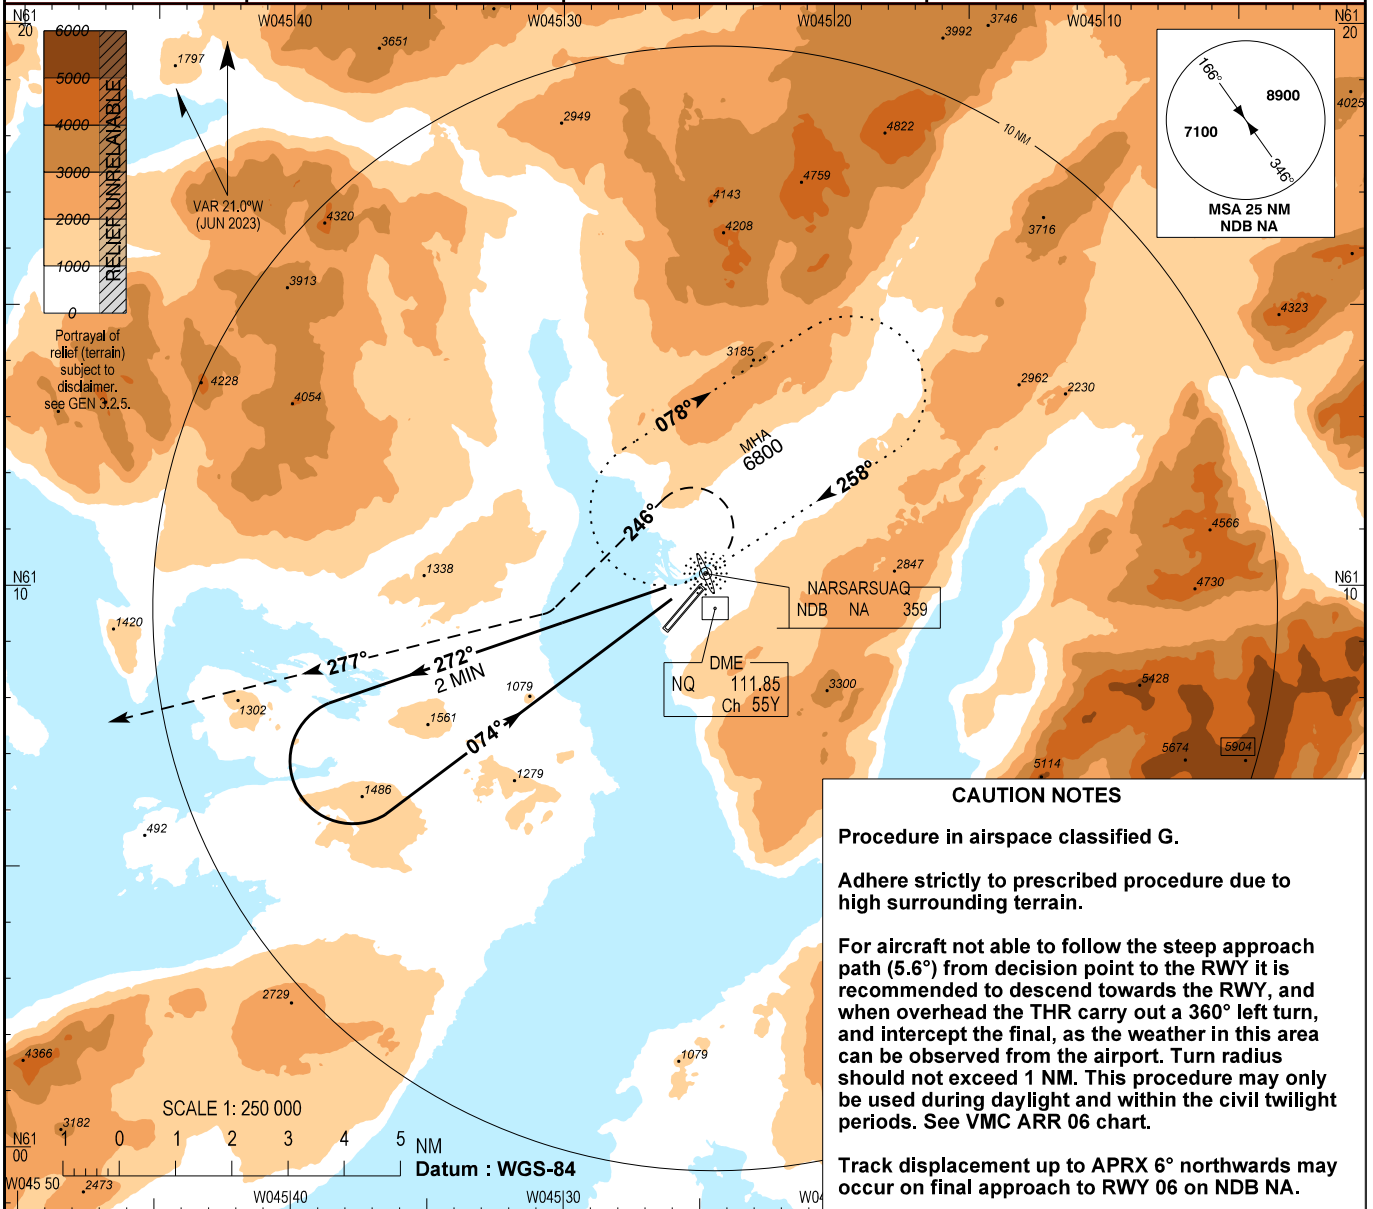 N61
20
W045 40
W045 30
W045 20
W045 10
N61
20
6000
5000
4000
3000
2000
1000
0
RELIEF UNRELAIABLE
Portrayal of
relief (terrain)
subject to
disclaimer.
see GEN 3.2.5.
1797
3651
VAR 21.0°W
(JUN 2023)
3746
3992
2949
4822
4759
4143
4208
10 NM
3716
4025
166°
8900
7100
346°
MSA 25 NM
NDB NA
4320
3913
4228
4054
3185
078°
MHA
6800
258°
2962
2230
4323
246°
4566
4730
1338
2847
NARSARSUAQ
NDB NA 359
N61
10
N61
10
1420
277°
272°
2 MIN
1302
1079
1561
074°
DME
NQ 111.85
Ch 55Y
3300
5428
5674
5904
5114
1279
1486
492
CAUTION NOTES
Procedure in airspace classified G.
Adhere strictly to prescribed procedure due to
high surrounding terrain.
For aircraft not able to follow the steep approach
path (5.6°) from decision point to the RWY it is
recommended to descend towards the RWY, and
when overhead the THR carry out a 360° left turn,
and intercept the final, as the weather in this area
can be observed from the airport. Turn radius
should not exceed 1 NM. This procedure may only
be used during daylight and within the civil twilight
periods. See VMC ARR 06 chart.
Track displacement up to APRX 6° northwards may
occur on final approach to RWY 06 on NDB NA.
2729
4366
1079
3182
2473
SCALE 1: 250 000
1 0 1 2 3 4 5 NM
Datum : WGS-84
N61
00
W045 50
W045 40
W045 30
W04